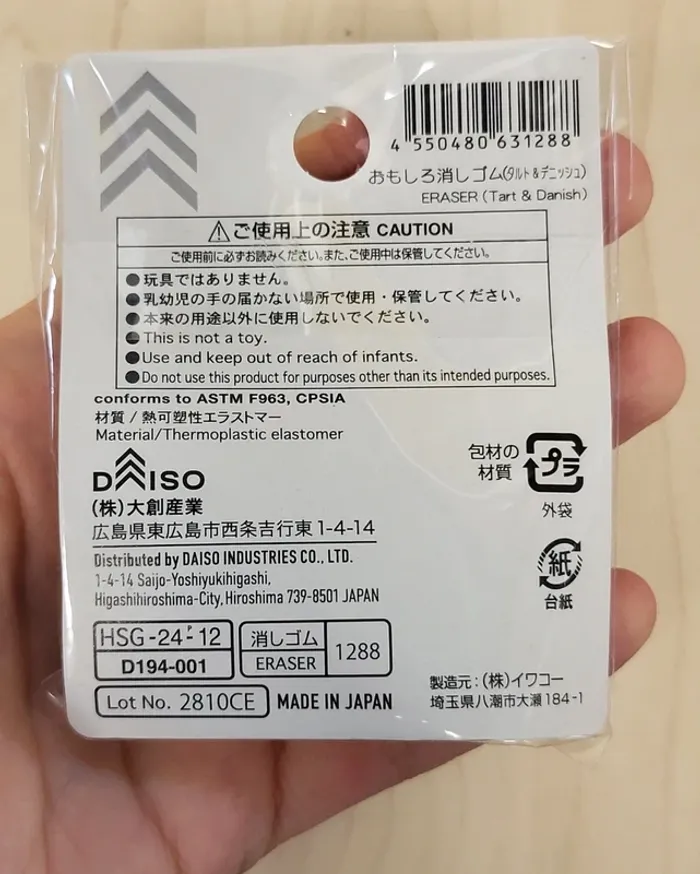 4 550480 631288
おもしろ消しゴム(タルト&デニッシュ)
ERASER (Tart & Danish)
⚠ご使用上の注意 CAUTION
ご使用前に必ずお読みください。また、ご使用中は保管してください。
●玩具ではありません。
●乳幼児の手の届かない場所で使用・保管してください。
●本来の用途以外に使用しないでください。
●This is not a toy.
●Use and keep out of reach of infants.
●Do not use this product for purposes other than its intended purposes.
conforms to ASTM F963, CPSIA
材質 / 熱可塑性エラストマー
Material/Thermoplastic elastomer
DAISO
(株)大創産業
広島県東広島市西条吉行東1-4-14
Distributed by DAISO INDUSTRIES CO., LTD.
1-4-14 Saijo-Yoshiyukihigashi,
Higashihiroshima-City, Hiroshima 739-8501 JAPAN
包材の
材質
プラ
外袋
紙
台紙
HSG-24-P-12
D194-001
消しゴム
ERASER
1288
Lot No. 2810CE
MADE IN JAPAN
製造元：(株)イワコー
埼玉県八潮市大瀬184-1